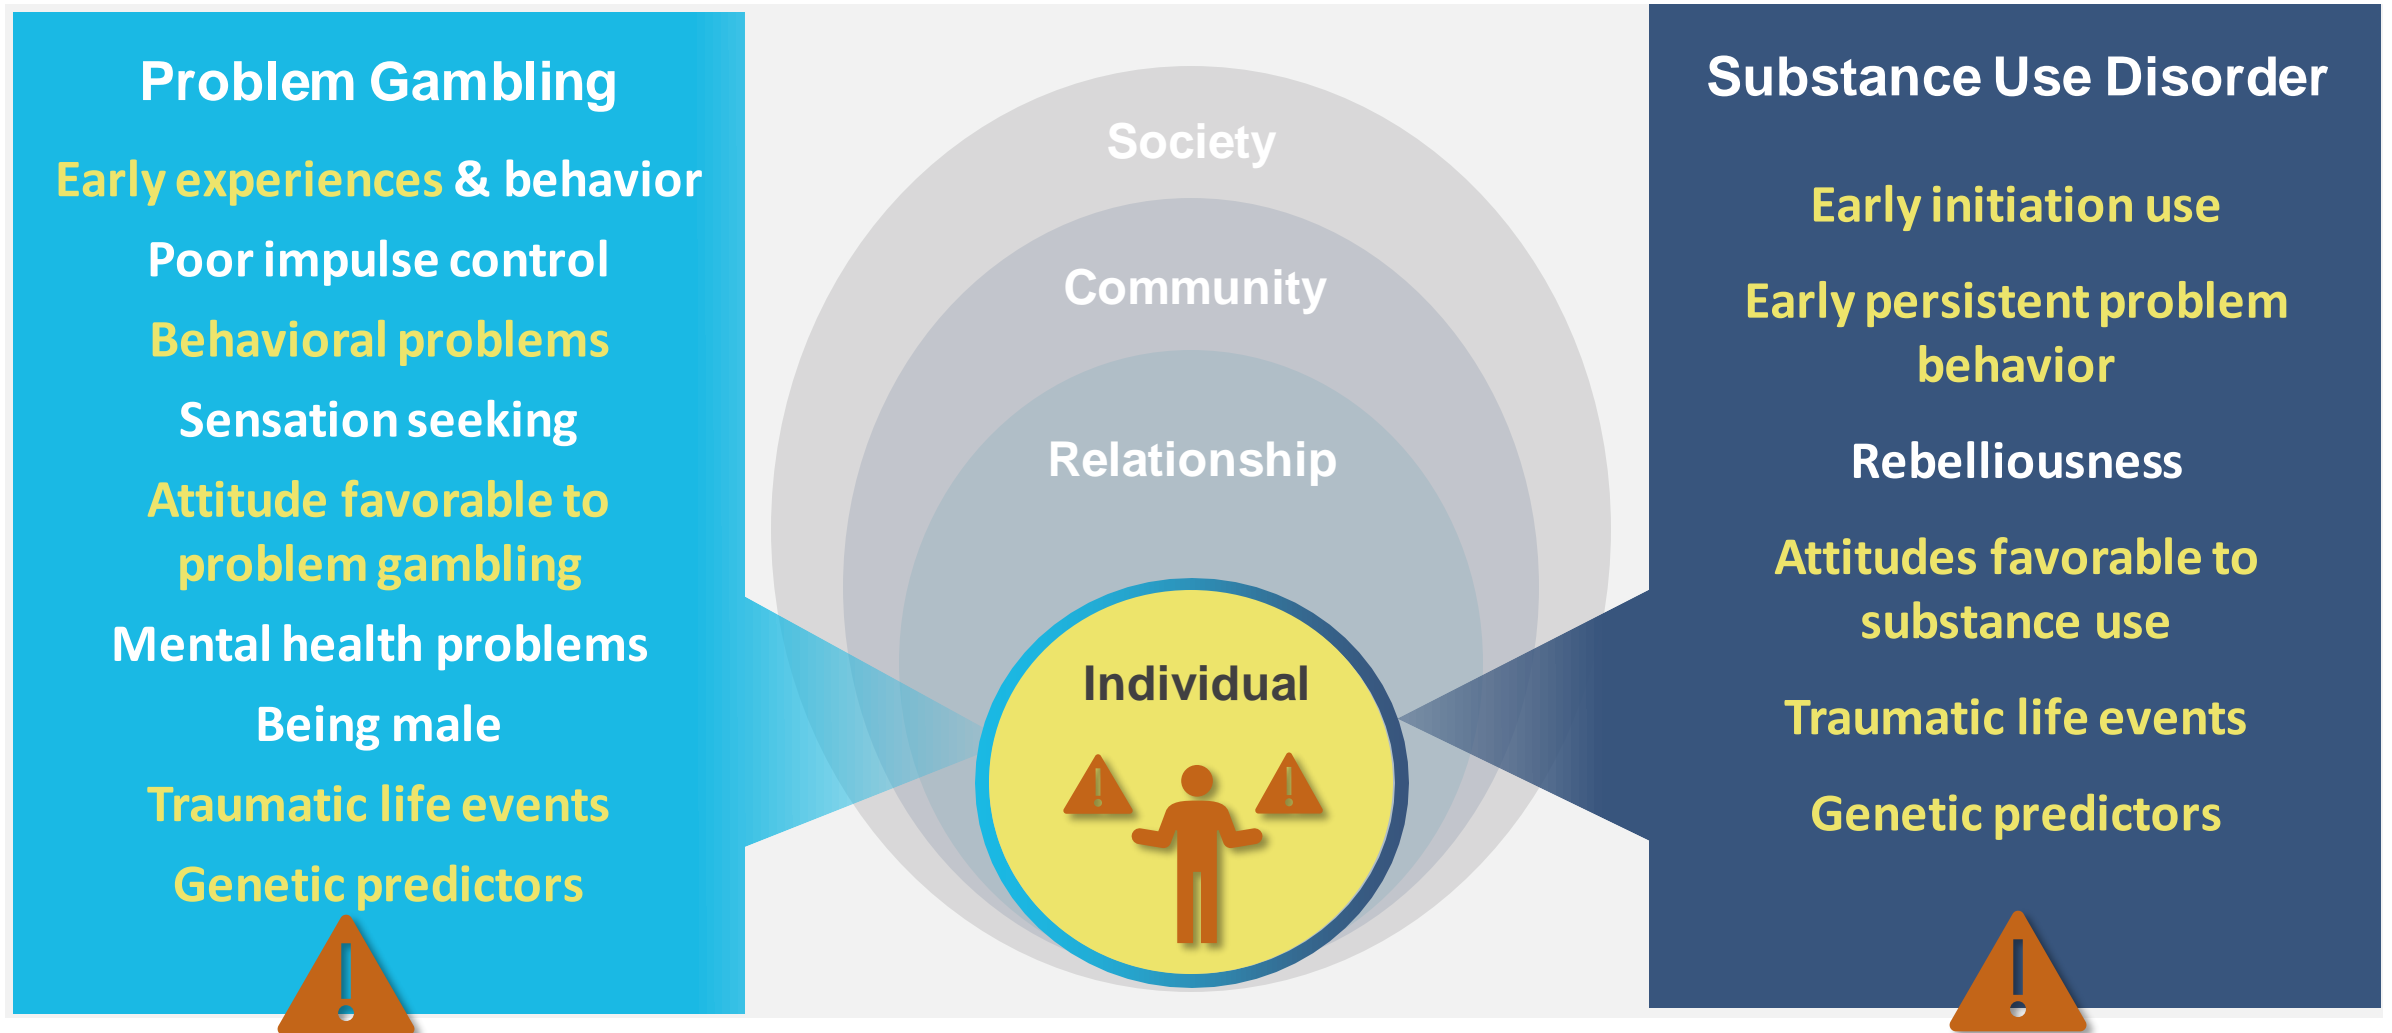 Problem Gambling
Early experiences & behavior
Poor impulse control
Behavioral problems
Sensation seeking
Attitude favorable to
problem gambling
Mental health problems
Being male
Traumatic life events
Genetic predictors
Society
Community
Relationship
Individual
Substance Use Disorder
Early initiation use
Early persistent problem
behavior
Rebelliousness
Attitudes favorable to
substance use
Traumatic life events
Genetic predictors